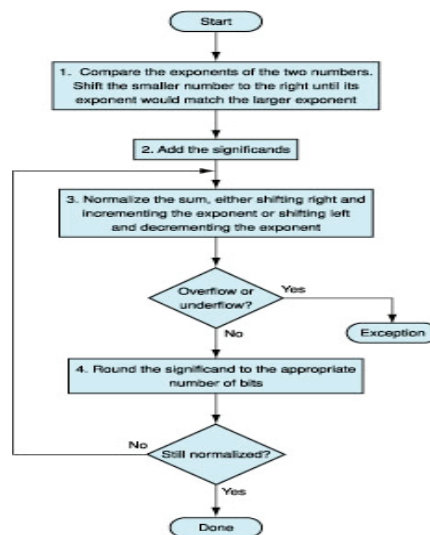 Start
1. Compare the exponents of the two numbers.
Shift the smaller number to the right until its
exponent would match the larger exponent
2. Add the significands
3. Normalize the sum, either shifting right and
incrementing the exponent or shifting left
and decrementing the exponent
Overflow or
underflow?
Yes
No
Exception
4. Round the significand to the appropriate
number of bits
No
Still normalized?
Yes
Done